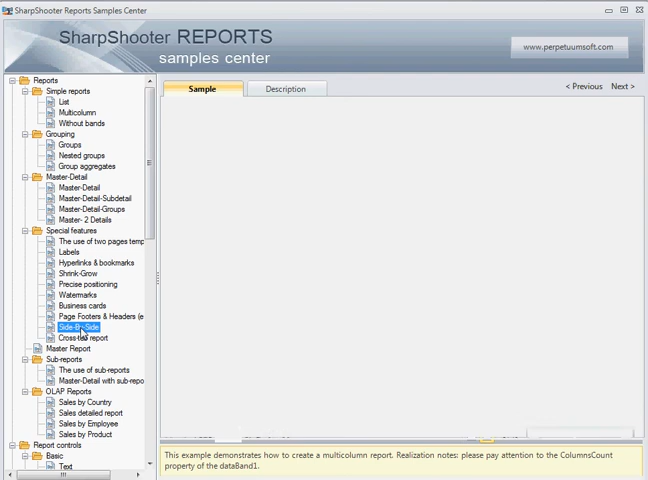 SharpShooter Reports Samples Center
SharpShooter REPORTS
samples center
www.perpetuumsoft.com
Reports
Simple reports
List
Multicolumn
Without bands
Grouping
Groups
Nested groups
Group aggregates
Master-Detail
Master-Detail
Master-Detail-Subdetail
Master-Detail-Groups
Master- 2 Details
Special features
The use of two pages temp
Labels
Hyperlinks & bookmarks
Shrink-Grow
Precise positioning
Watermarks
Business cards
Page Footers & Headers (e
Side-By-Side
Cross-tab report
Master Report
Sub-reports
The use of sub-reports
Master-Detail with sub-repo
OLAP Reports
Sales by Country
Sales detailed report
Sales by Employee
Sales by Product
Report controls
Basic
Text
Sample
Description
< Previous
Next >
This example demonstrates how to create a multicolumn report. Realization notes: please pay attention to the ColumnsCount
property of the dataBand1.